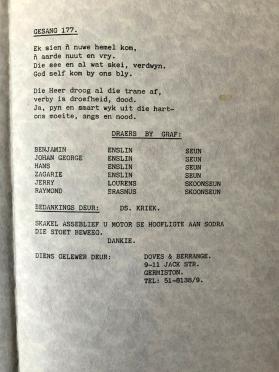 GESANG 177.
Ek sien ń nuwe hemel kom,
ń aarde nuut en vry.
Die see en al wat skei, verdwyn.
God self kom by ons bly.
Die Heer droog al die trane af,
verby is droefheid, dood.
Ja, pyn en smart wyk uit die hart-
ons moeite, angs en nood.
DRAERS BY GRAF:
BENJAMIN ENSLIN SEUN
JOHAN GEORGE ENSLIN SEUN
HANS ENSLIN SEUN
ZAGARIE ENSLIN SEUN
JERRY LOURENS SKOONSEUN
RAYMOND ERASMUS SKOONSEUN
BEDANKINGS DEUR: DS. KRIEK.
SKAKEL ASSEBLIEF U MOTOR SE HOOFLIGTE AAN SODRA
DIE STOET BEWEEG.
DANKIE.
DIENS GELEWER DEUR: DOVES & BERRANGE.
9-11 JACK STR.
GERMISTON.
TEL: 51-8138/9.